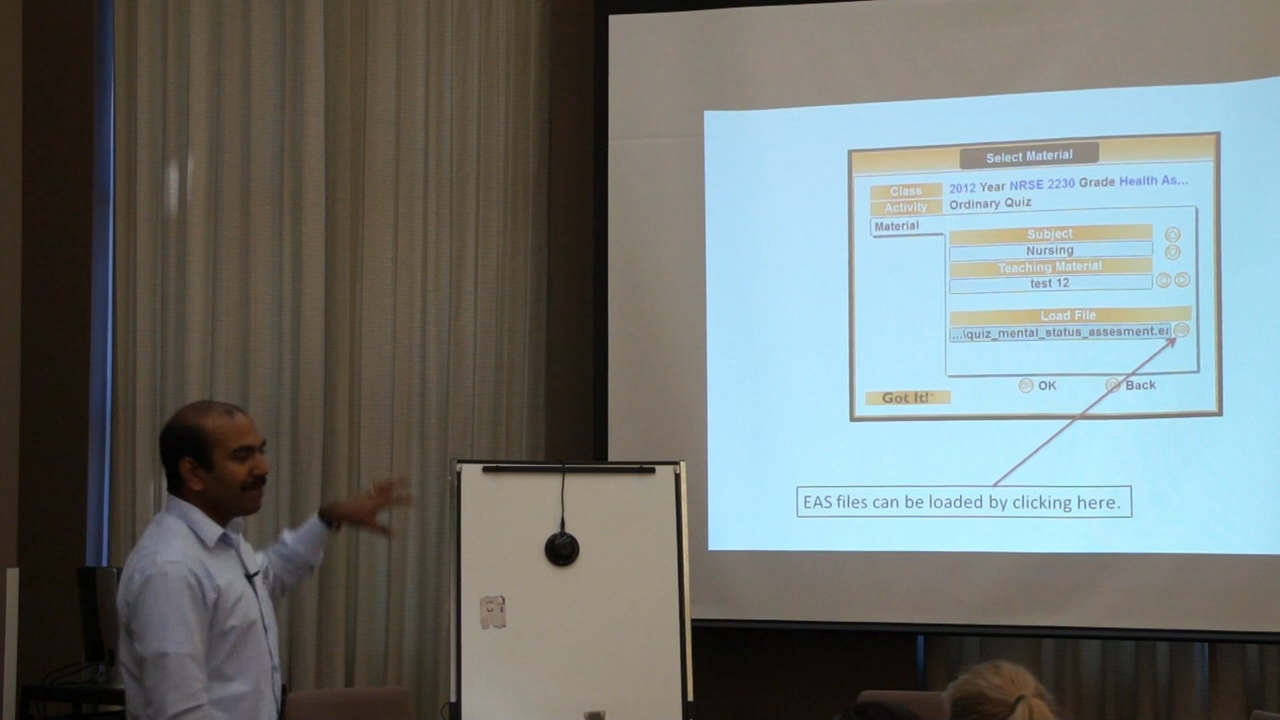 Select Material
Class 2012 Year NRSE 2230 Grade Health As...
Activity Ordinary Quiz
Material
Subject
Nursing
Teaching Material
test 12
Load File
...\quiz_mental_status_assesment.e
OK Back
Got It!
EAS files can be loaded by clicking here.